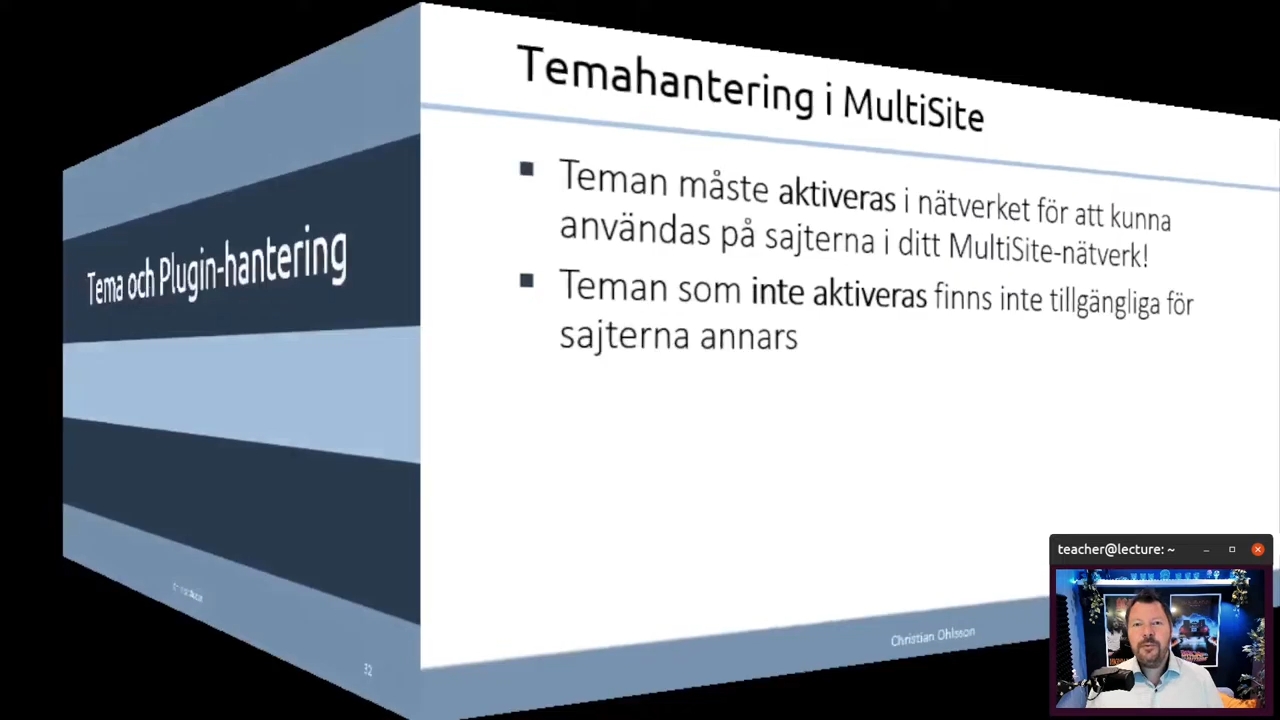 Tema och Plugin-hantering
32
Temahantering i MultiSite
Teman måste aktiveras i nätverket för att kunna
användas på sajterna i ditt MultiSite-nätverk!
Teman som inte aktiveras finns inte tillgängliga för
sajterna annars
Christian Ohlsson
teacher@lecture: ~